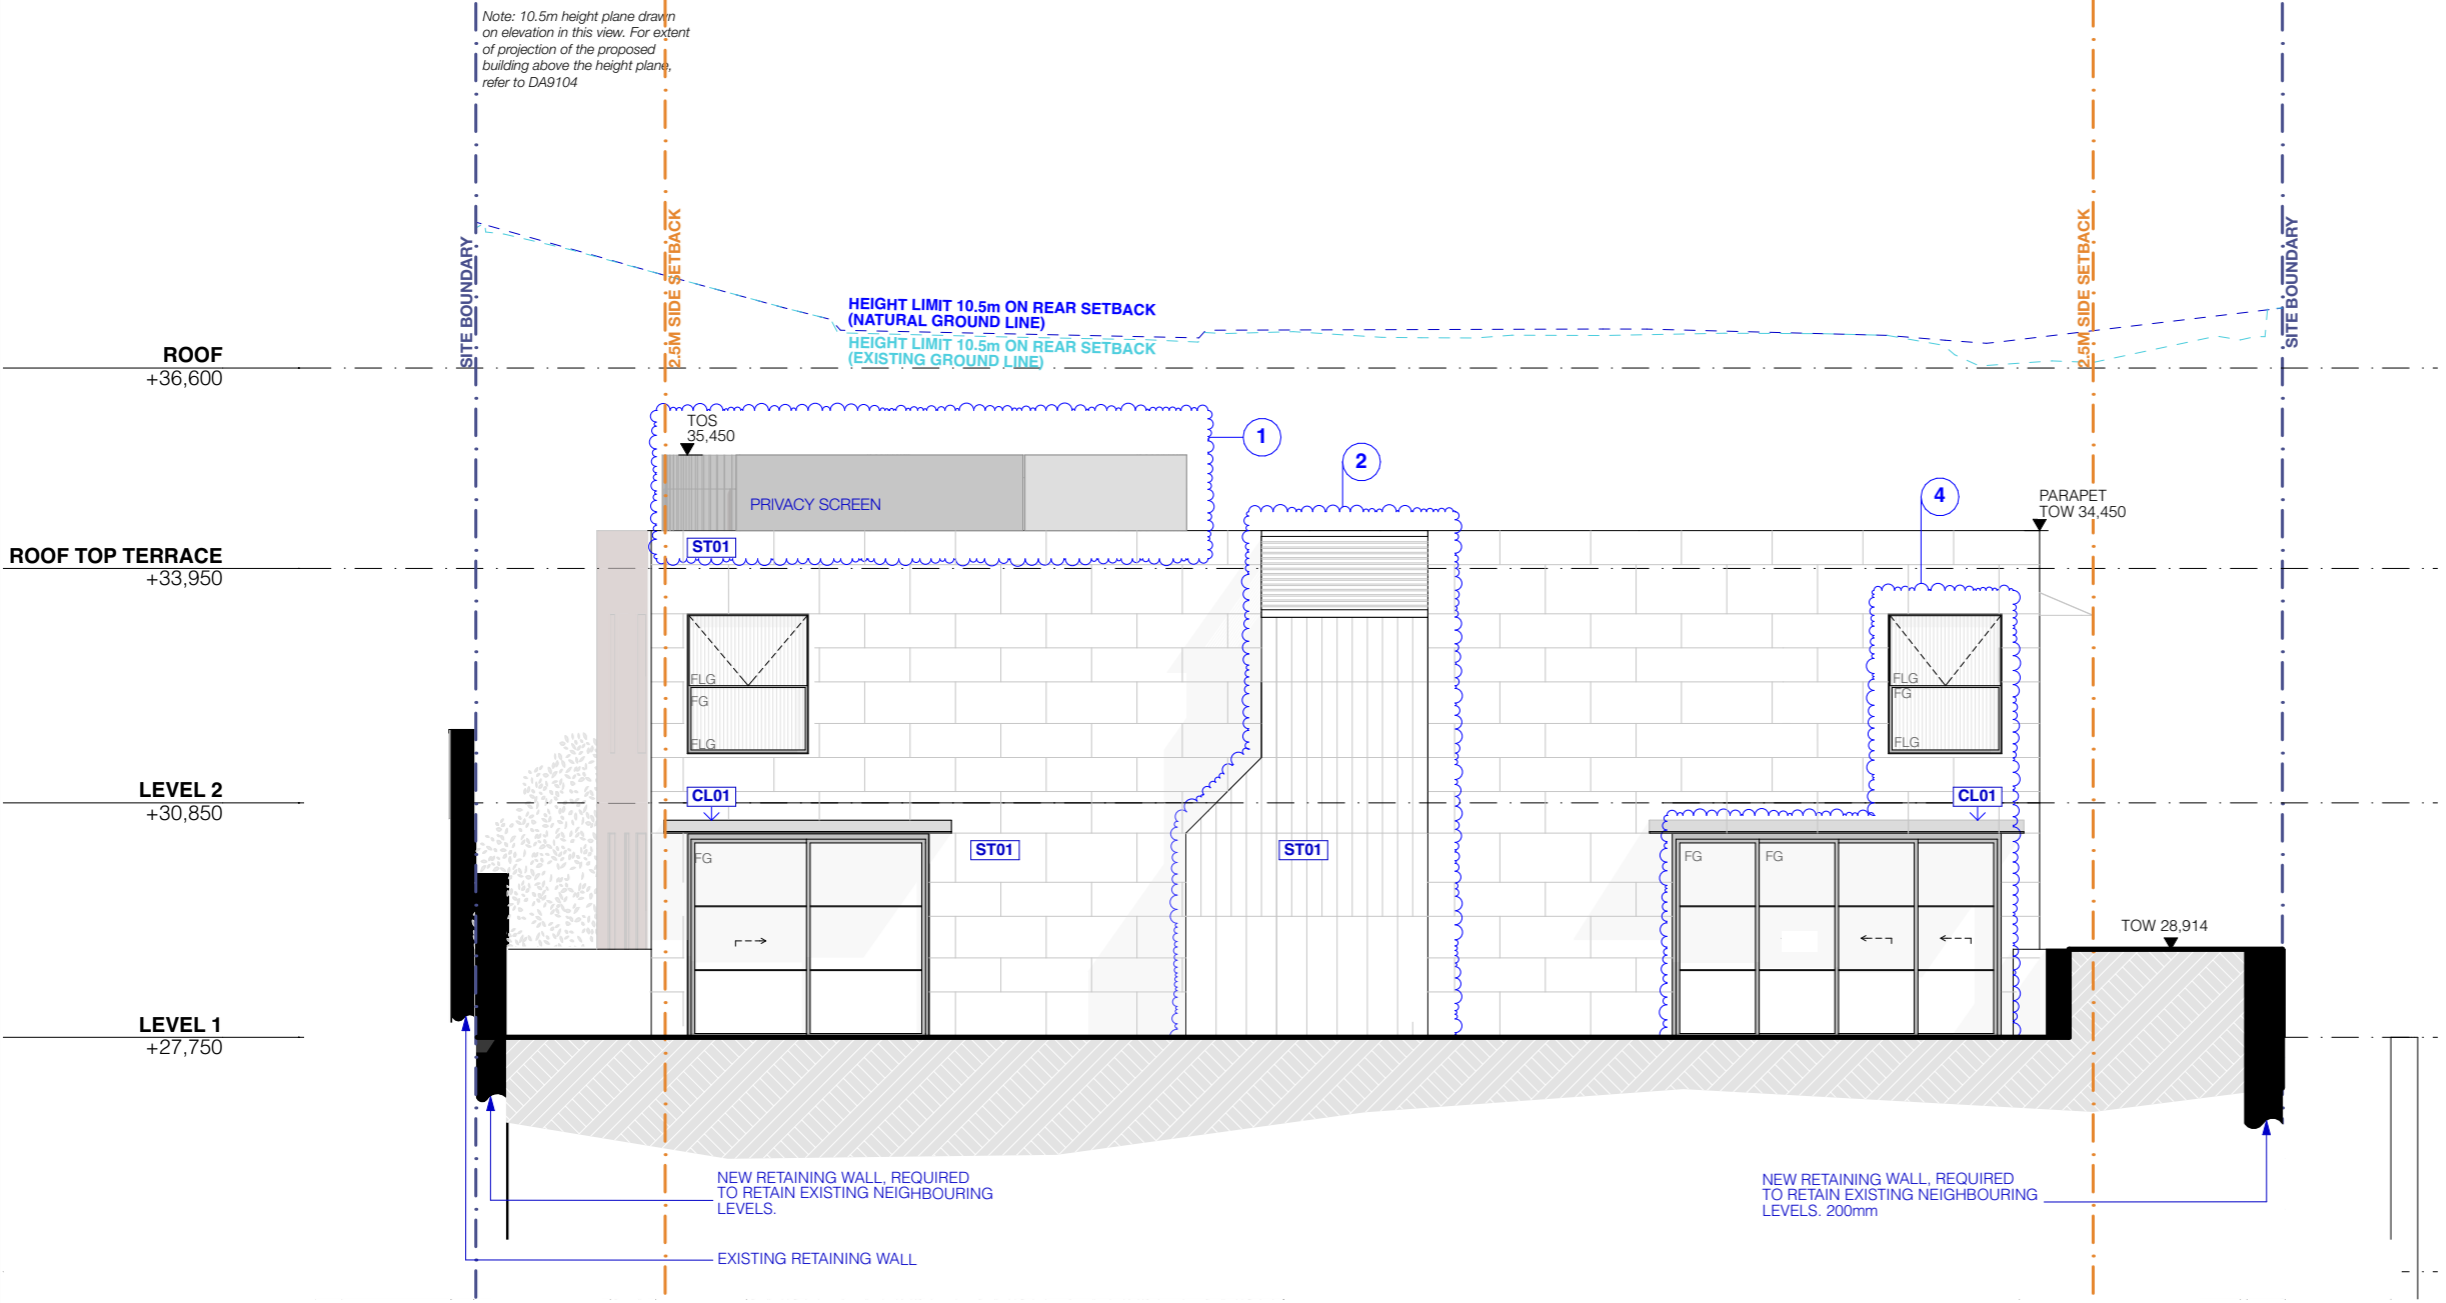 Note: 10.5m height plane drawn
on elevation in this view. For extent
of projection of the proposed
building above the height plane,
refer to DA9104
SITE BOUNDARY
2.5M SIDE SETBACK
2.5M SIDE SETBACK
SITE BOUNDARY
HEIGHT LIMIT 10.5m ON REAR SETBACK
(NATURAL GROUND LINE)
HEIGHT LIMIT 10.5m ON REAR SETBACK
(EXISTING GROUND LINE)
ROOF
+36,600
TOS
35,450
1
2
4
PRIVACY SCREEN
PARAPET
TOW 34,450
ST01
ROOF TOP TERRACE
+33,950
FLG
FG
FLG
FLG
FG
FLG
LEVEL 2
+30,850
CL01
CL01
FG
ST01
ST01
FG
FG
TOW 28,914
LEVEL 1
+27,750
NEW RETAINING WALL, REQUIRED
TO RETAIN EXISTING NEIGHBOURING
LEVELS.
NEW RETAINING WALL, REQUIRED
TO RETAIN EXISTING NEIGHBOURING
LEVELS. 200mm
EXISTING RETAINING WALL